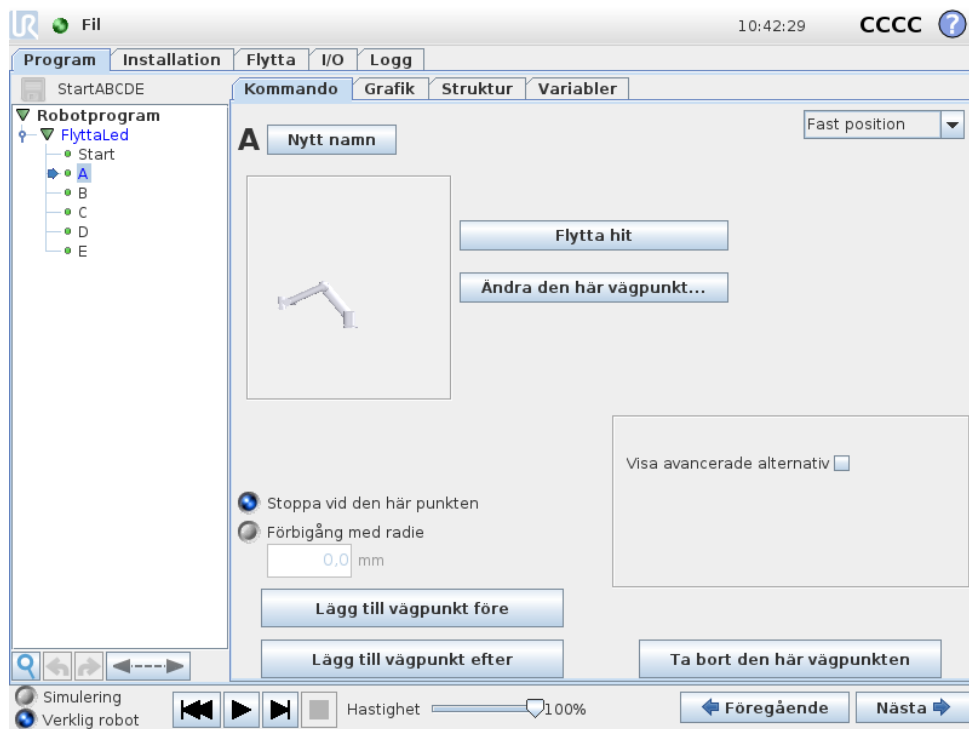 UR Fil 10:42:29 CCCC ?
Program Installation Flytta I/O Logg
StartABCDE
Kommando Grafik Struktur Variabler
Robotprogram
FlyttaLed
Start
A
B
C
D
E
A Nytt namn
Fast position
Flytta hit
Ändra den här vägpunkt...
Visa avancerade alternativ
Stoppa vid den här punkten
Förbigång med radie
0,0 mm
Lägg till vägpunkt före
Lägg till vägpunkt efter
Ta bort den här vägpunkten
Simulering
Verklig robot
Hastighet 100%
Föregående
Nästa